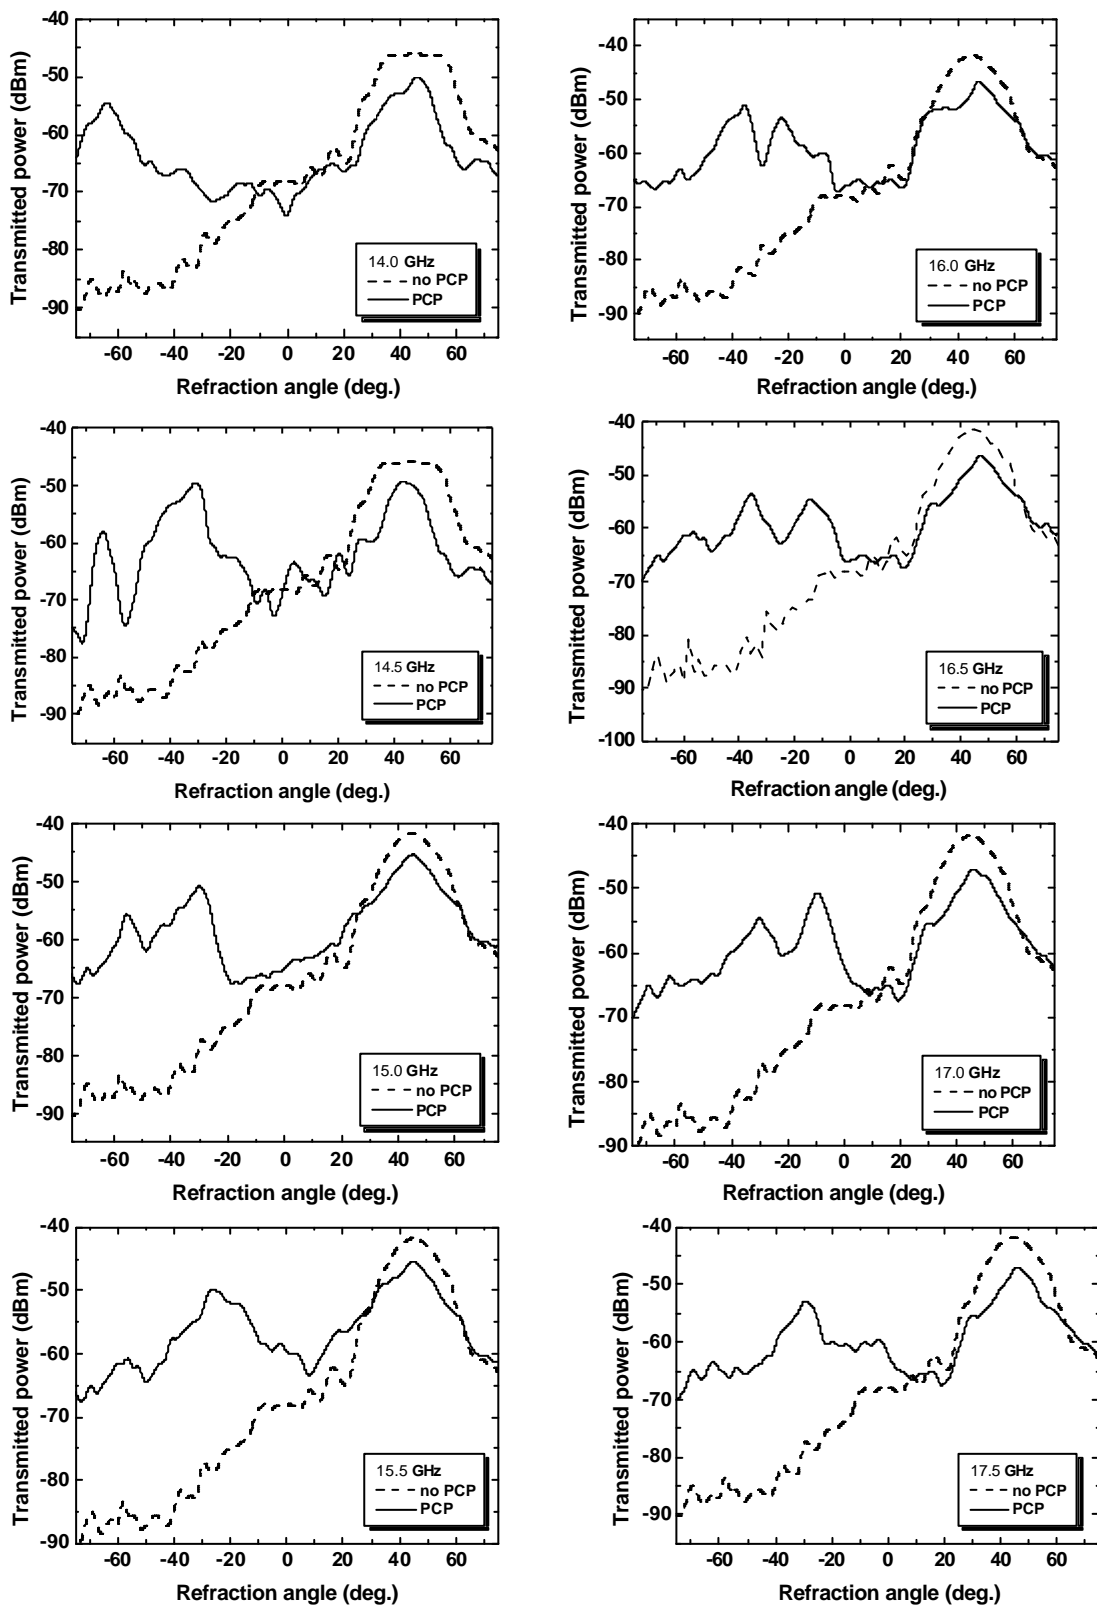 Transmitted power (dBm)
-40
-50
-60
-70
-80
-90
14.0 GHz
no PCP
PCP
-60 -40 -20 0 20 40 60
Refraction angle (deg.)
Transmitted power (dBm)
-40
-50
-60
-70
-80
-90
16.0 GHz
no PCP
PCP
-60 -40 -20 0 20 40 60
Refraction angle (deg.)
Transmitted power (dBm)
-40
-50
-60
-70
-80
-90
14.5 GHz
no PCP
PCP
-60 -40 -20 0 20 40 60
Refraction angle (deg.)
Transmitted power (dBm)
-40
-50
-60
-70
-80
-90
-100
16.5 GHz
no PCP
PCP
-60 -40 -20 0 20 40 60
Refraction angle (deg.)
Transmitted power (dBm)
-40
-50
-60
-70
-80
-90
15.0 GHz
no PCP
PCP
-60 -40 -20 0 20 40 60
Refraction angle (deg.)
Transmitted power (dBm)
-40
-50
-60
-70
-80
-90
17.0 GHz
no PCP
PCP
-60 -40 -20 0 20 40 60
Refraction angle (deg.)
Transmitted power (dBm)
-40
-50
-60
-70
-80
-90
15.5 GHz
no PCP
PCP
-60 -40 -20 0 20 40 60
Refraction angle (deg.)
Transmitted power (dBm)
-40
-50
-60
-70
-80
-90
17.5 GHz
no PCP
PCP
-60 -40 -20 0 20 40 60
Refraction angle (deg.)